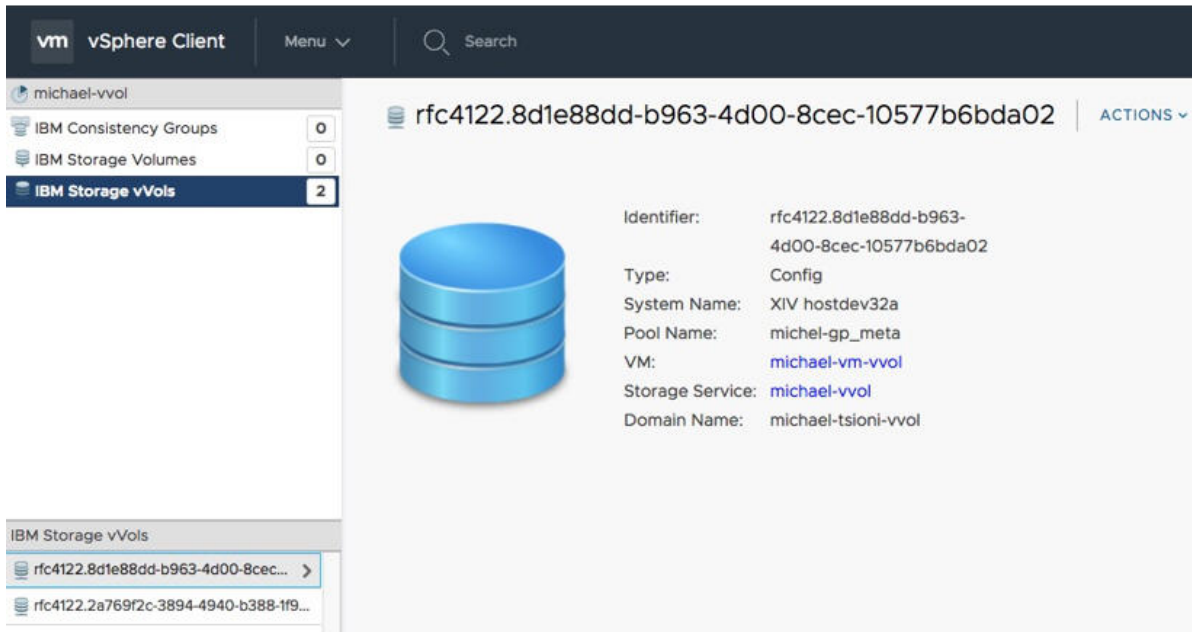 vm vSphere Client Menu Search
michael-vvol
IBM Consistency Groups 0
IBM Storage Volumes 0
IBM Storage vVols 2
rfc4122.8d1e88dd-b963-4d00-8cec-10577b6bda02 ACTIONS
Identifier: rfc4122.8d1e88dd-b963-
4d00-8cec-10577b6bda02
Type: Config
System Name: XIV hostdev32a
Pool Name: michel-gp_meta
VM: michael-vm-vvol
Storage Service: michael-vvol
Domain Name: michael-tsioni-vvol
IBM Storage vVols
rfc4122.8d1e88dd-b963-4d00-8cec...
rfc4122.2a769f2c-3894-4940-b388-1f9...